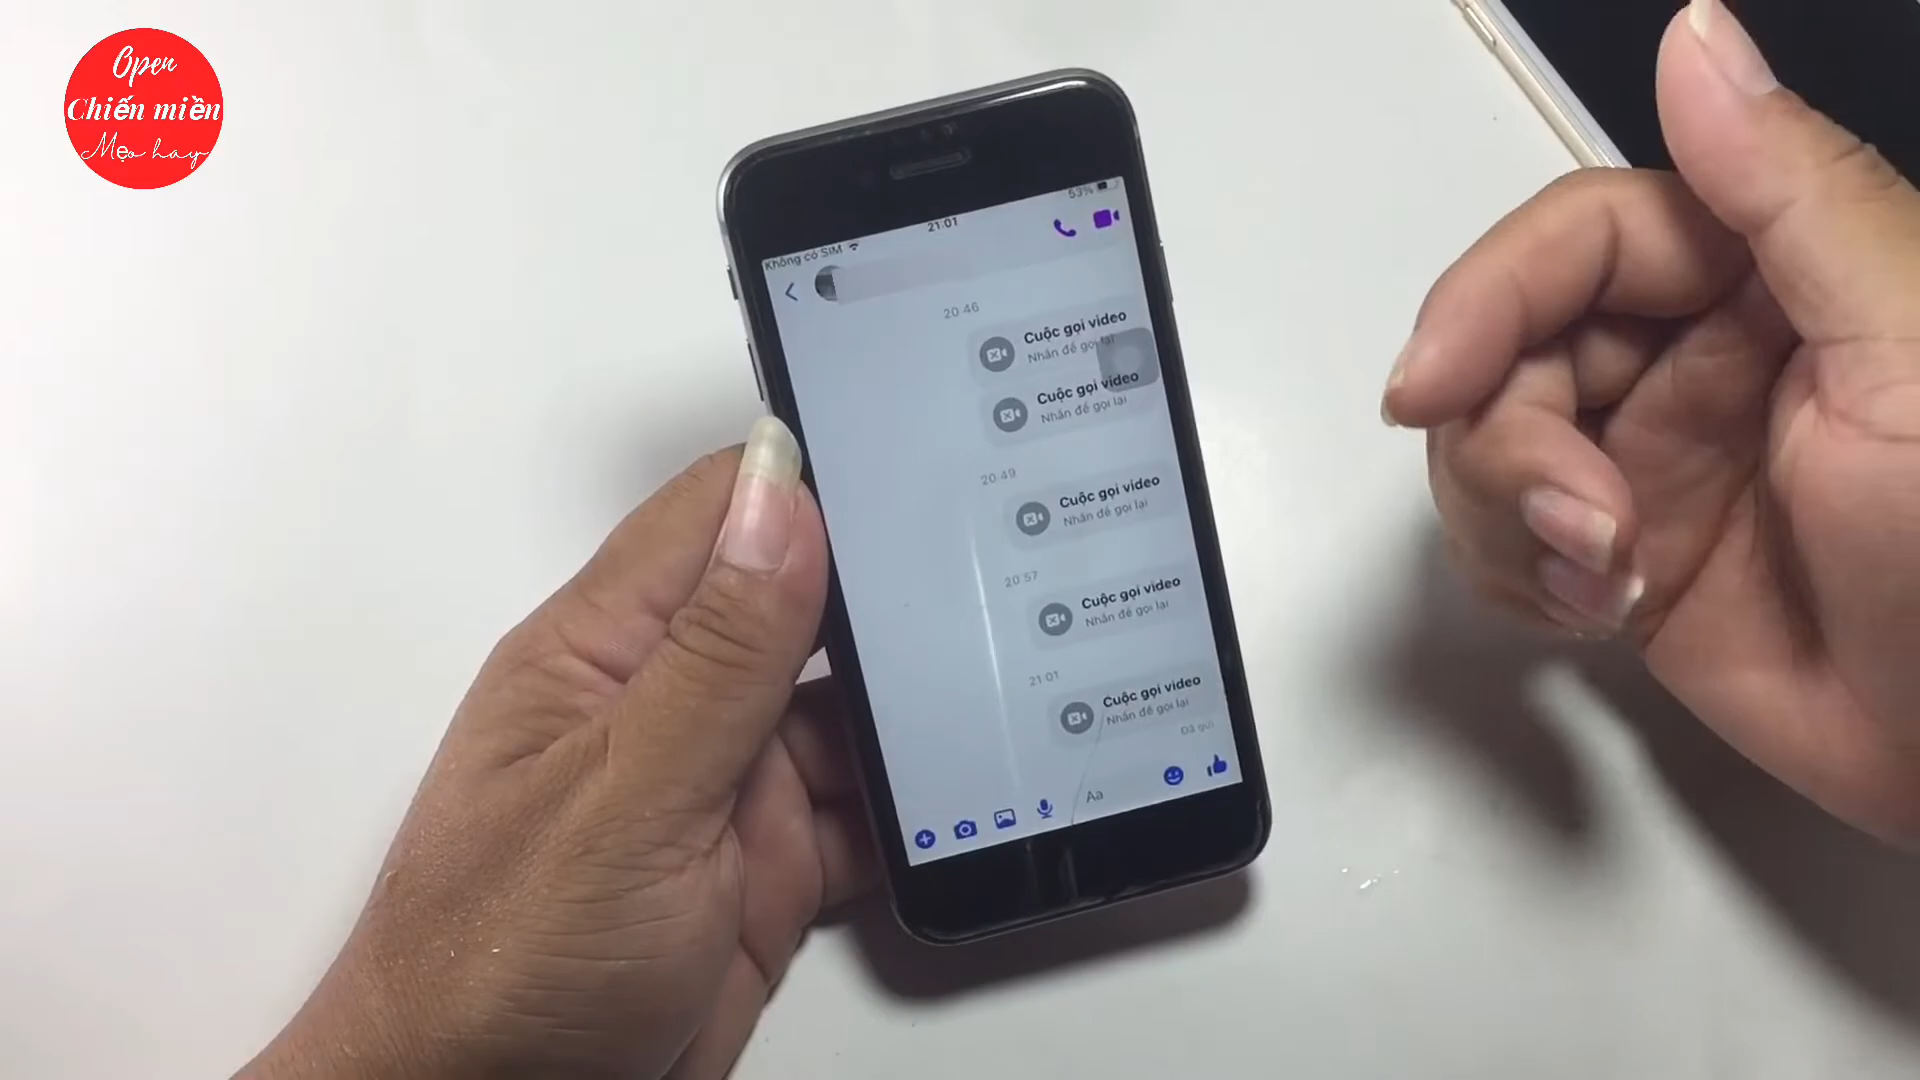 Open
Chiến miền
Mẹo hay
Không có SIM
21:01
53%
20:46
Cuộc gọi video
Nhấn để gọi lại
Cuộc gọi video
Nhấn để gọi lại
20:49
Cuộc gọi video
Nhấn để gọi lại
20:57
Cuộc gọi video
Nhấn để gọi lại
21:01
Cuộc gọi video
Nhấn để gọi lại
Đã gửi
Aa